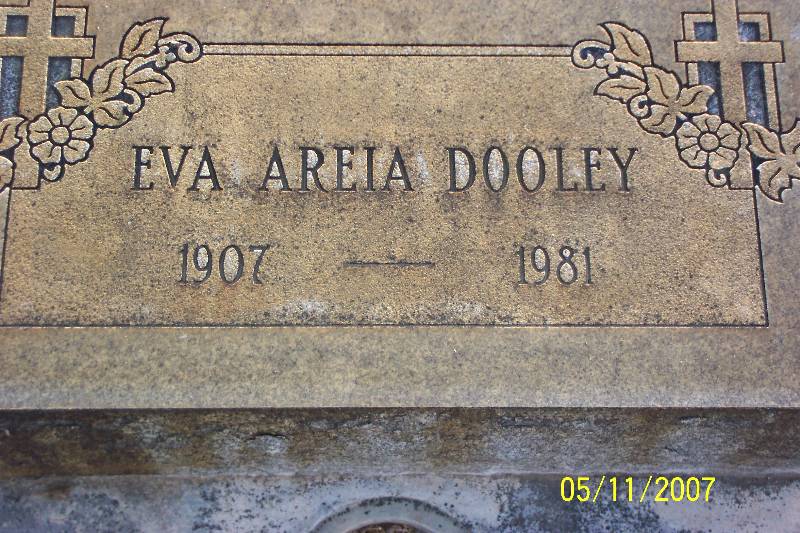 EVA AREIA DOOLEY
1907 — 1981
05/11/2007